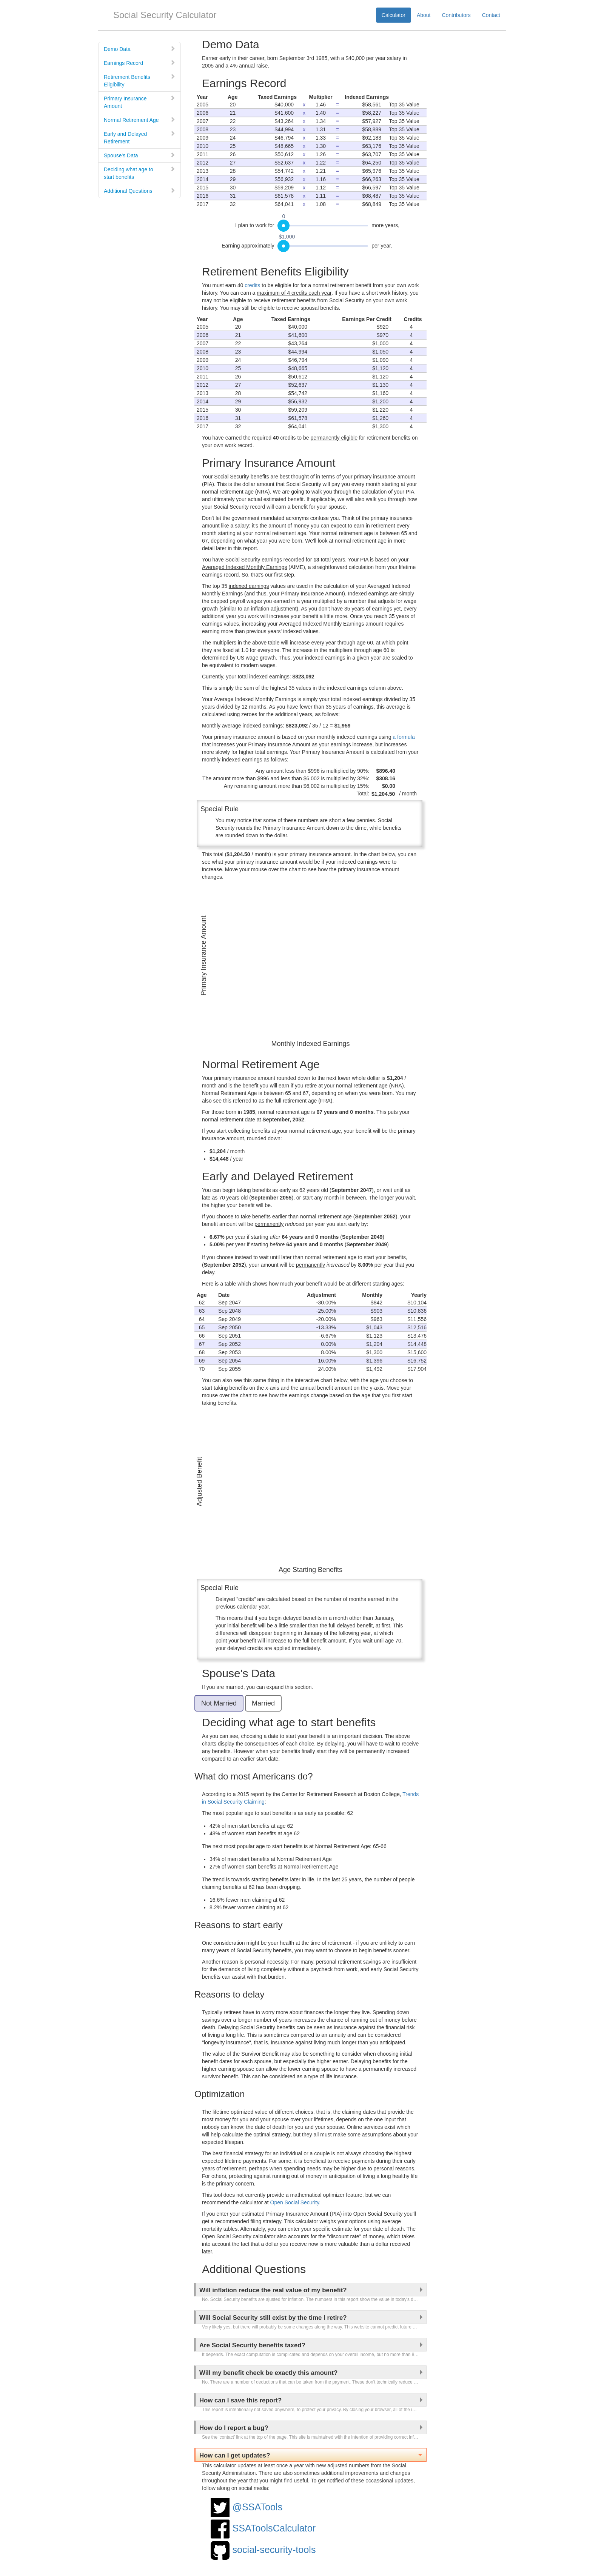 Social Security Calculator
Calculator About Contributors Contact
Demo Data
Earnings Record
Retirement Benefits
Eligibility
Primary Insurance
Amount
Normal Retirement Age
Early and Delayed
Retirement
Spouse's Data
Deciding what age to
start benefits
Additional Questions
Demo Data
Earner early in their career, born September 3rd 1985, with a $40,000 per year salary in
2005 and a 4% annual raise.
Earnings Record
Year Age Taxed Earnings Multiplier Indexed Earnings
2005 20 $40,000 x 1.46 = $58,561 Top 35 Value
2006 21 $41,600 x 1.40 = $58,227 Top 35 Value
2007 22 $43,264 x 1.34 = $57,927 Top 35 Value
2008 23 $44,994 x 1.31 = $58,889 Top 35 Value
2009 24 $46,794 x 1.33 = $62,183 Top 35 Value
2010 25 $48,665 x 1.30 = $63,176 Top 35 Value
2011 26 $50,612 x 1.26 = $63,707 Top 35 Value
2012 27 $52,637 x 1.22 = $64,250 Top 35 Value
2013 28 $54,742 x 1.21 = $65,976 Top 35 Value
2014 29 $56,932 x 1.16 = $66,263 Top 35 Value
2015 30 $59,209 x 1.12 = $66,597 Top 35 Value
2016 31 $61,578 x 1.11 = $68,487 Top 35 Value
2017 32 $64,041 x 1.08 = $68,849 Top 35 Value
0
I plan to work for more years,
$1,000
Earning approximately per year.
Retirement Benefits Eligibility
You must earn 40 credits to be eligible for for a normal retirement benefit from your own work
history. You can earn a maximum of 4 credits each year. If you have a short work history, you
may not be eligible to receive retirement benefits from Social Security on your own work
history. You may still be eligible to receive spousal benefits.
Year Age Taxed Earnings Earnings Per Credit Credits
2005 20 $40,000 $920 4
2006 21 $41,600 $970 4
2007 22 $43,264 $1,000 4
2008 23 $44,994 $1,050 4
2009 24 $46,794 $1,090 4
2010 25 $48,665 $1,120 4
2011 26 $50,612 $1,120 4
2012 27 $52,637 $1,130 4
2013 28 $54,742 $1,160 4
2014 29 $56,932 $1,200 4
2015 30 $59,209 $1,220 4
2016 31 $61,578 $1,260 4
2017 32 $64,041 $1,300 4
You have earned the required 40 credits to be permanently eligible for retirement benefits on
your own work record.
Primary Insurance Amount
Your Social Security benefits are best thought of in terms of your primary insurance amount
(PIA). This is the dollar amount that Social Security will pay you every month starting at your
normal retirement age (NRA). We are going to walk you through the calculation of your PIA,
and ultimately your actual estimated benefit. If applicable, we will also walk you through how
your Social Security record will earn a benefit for your spouse.
Don't let the government mandated acronyms confuse you. Think of the primary insurance
amount like a salary: it's the amount of money you can expect to earn in retirement every
month starting at your normal retirement age. Your normal retirement age is between 65 and
67, depending on what year you were born. We'll look at normal retirement age in more
detail later in this report.
You have Social Security earnings recorded for 13 total years. Your PIA is based on your
Averaged Indexed Monthly Earnings (AIME), a straightforward calculation from your lifetime
earnings record. So, that's our first step.
The top 35 indexed earnings values are used in the calculation of your Averaged Indexed
Monthly Earnings (and thus, your Primary Insurance Amount). Indexed earnings are simply
the capped payroll wages you earned in a year multiplied by a number that adjusts for wage
growth (similar to an inflation adjustment). As you don't have 35 years of earnings yet, every
additional year you work will increase your benefit a little more. Once you reach 35 years of
earnings values, increasing your Averaged Indexed Monthly Earnings amount requires
earning more than previous years' indexed values.
The multipliers in the above table will increase every year through age 60, at which point
they are fixed at 1.0 for everyone. The increase in the multipliers through age 60 is
determined by US wage growth. Thus, your indexed earnings in a given year are scaled to
be equivalent to modern wages.
Currently, your total indexed earnings: $823,092
This is simply the sum of the highest 35 values in the indexed earnings column above.
Your Average Indexed Monthly Earnings is simply your total indexed earnings divided by 35
years divided by 12 months. As you have fewer than 35 years of earnings, this average is
calculated using zeroes for the additional years, as follows:
Monthly average indexed earnings: $823,092 / 35 / 12 = $1,959
Your primary insurance amount is based on your monthly indexed earnings using a formula
that increases your Primary Insurance Amount as your earnings increase, but increases
more slowly for higher total earnings. Your Primary Insurance Amount is calculated from your
monthly indexed earnings as follows:
Any amount less than $996 is multiplied by 90%: $896.40
The amount more than $996 and less than $6,002 is multiplied by 32%: $308.16
Any remaining amount more than $6,002 is multiplied by 15%: $0.00
Total: $1,204.50 / month
Special Rule
You may notice that some of these numbers are short a few pennies. Social
Security rounds the Primary Insurance Amount down to the dime, while benefits
are rounded down to the dollar.
This total ($1,204.50 / month) is your primary insurance amount. In the chart below, you can
see what your primary insurance amount would be if your indexed earnings were to
increase. Move your mouse over the chart to see how the primary insurance amount
changes.
Primary Insurance Amount
Monthly Indexed Earnings
Normal Retirement Age
Your primary insurance amount rounded down to the next lower whole dollar is $1,204 /
month and is the benefit you will earn if you retire at your normal retirement age (NRA).
Normal Retirement Age is between 65 and 67, depending on when you were born. You may
also see this referred to as the full retirement age (FRA).
For those born in 1985, normal retirement age is 67 years and 0 months. This puts your
normal retirement date at September, 2052.
If you start collecting benefits at your normal retirement age, your benefit will be the primary
insurance amount, rounded down:
• $1,204 / month
• $14,448 / year
Early and Delayed Retirement
You can begin taking benefits as early as 62 years old (September 2047), or wait until as
late as 70 years old (September 2055), or start any month in between. The longer you wait,
the higher your benefit will be.
If you choose to take benefits earlier than normal retirement age (September 2052), your
benefit amount will be permanently reduced per year you start early by:
• 6.67% per year if starting after 64 years and 0 months (September 2049)
• 5.00% per year if starting before 64 years and 0 months (September 2049)
If you choose instead to wait until later than normal retirement age to start your benefits,
(September 2052), your amount will be permanently increased by 8.00% per year that you
delay.
Here is a table which shows how much your benefit would be at different starting ages:
Age Date Adjustment Monthly Yearly
62 Sep 2047 -30.00% $842 $10,104
63 Sep 2048 -25.00% $903 $10,836
64 Sep 2049 -20.00% $963 $11,556
65 Sep 2050 -13.33% $1,043 $12,516
66 Sep 2051 -6.67% $1,123 $13,476
67 Sep 2052 0.00% $1,204 $14,448
68 Sep 2053 8.00% $1,300 $15,600
69 Sep 2054 16.00% $1,396 $16,752
70 Sep 2055 24.00% $1,492 $17,904
You can also see this same thing in the interactive chart below, with the age you choose to
start taking benefits on the x-axis and the annual benefit amount on the y-axis. Move your
mouse over the chart to see how the earnings change based on the age that you first start
taking benefits.
Adjusted Benefit
Age Starting Benefits
Special Rule
Delayed "credits" are calculated based on the number of months earned in the
previous calendar year.
This means that if you begin delayed benefits in a month other than January,
your initial benefit will be a little smaller than the full delayed benefit, at first. This
difference will disappear beginning in January of the following year, at which
point your benefit will increase to the full benefit amount. If you wait until age 70,
your delayed credits are applied immediately.
Spouse's Data
If you are married, you can expand this section.
Not Married Married
Deciding what age to start benefits
As you can see, choosing a date to start your benefit is an important decision. The above
charts display the consequences of each choice. By delaying, you will have to wait to receive
any benefits. However when your benefits finally start they will be permanently increased
compared to an earlier start date.
What do most Americans do?
According to a 2015 report by the Center for Retirement Research at Boston College, Trends
in Social Security Claiming:
The most popular age to start benefits is as early as possible: 62
• 42% of men start benefits at age 62
• 48% of women start benefits at age 62
The next most popular age to start benefits is at Normal Retirement Age: 65-66
• 34% of men start benefits at Normal Retirement Age
• 27% of women start benefits at Normal Retirement Age
The trend is towards starting benefits later in life. In the last 25 years, the number of people
claiming benefits at 62 has been dropping.
• 16.6% fewer men claiming at 62
• 8.2% fewer women claiming at 62
Reasons to start early
One consideration might be your health at the time of retirement - if you are unlikely to earn
many years of Social Security benefits, you may want to choose to begin benefits sooner.
Another reason is personal necessity. For many, personal retirement savings are insufficient
for the demands of living completely without a paycheck from work, and early Social Security
benefits can assist with that burden.
Reasons to delay
Typically retirees have to worry more about finances the longer they live. Spending down
savings over a longer number of years increases the chance of running out of money before
death. Delaying Social Security benefits can be seen as insurance against the financial risk
of living a long life. This is sometimes compared to an annuity and can be considered
"longevity insurance", that is, insurance against living much longer than you anticipated.
The value of the Survivor Benefit may also be something to consider when choosing initial
benefit dates for each spouse, but especially the higher earner. Delaying benefits for the
higher earning spouse can allow the lower earning spouse to have a permanently increased
survivor benefit. This can be considered as a type of life insurance.
Optimization
The lifetime optimized value of different choices, that is, the claiming dates that provide the
most money for you and your spouse over your lifetimes, depends on the one input that
nobody can know: the date of death for you and your spouse. Online services exist which
will help calculate the optimal strategy, but they all must make some assumptions about your
expected lifespan.
The best financial strategy for an individual or a couple is not always choosing the highest
expected lifetime payments. For some, it is beneficial to receive payments during their early
years of retirement, perhaps when spending needs may be higher due to personal reasons.
For others, protecting against running out of money in anticipation of living a long healthy life
is the primary concern.
This tool does not currently provide a mathematical optimizer feature, but we can
recommend the calculator at Open Social Security.
If you enter your estimated Primary Insurance Amount (PIA) into Open Social Security you'll
get a recommended filing strategy. This calculator weighs your options using average
mortality tables. Alternately, you can enter your specific estimate for your date of death. The
Open Social Security calculator also accounts for the "discount rate" of money, which takes
into account the fact that a dollar you receive now is more valuable than a dollar received
later.
Additional Questions
Will inflation reduce the real value of my benefit?
No. Social Security benefits are ajusted for inflation. The numbers in this report show the value in today's d...
Will Social Security still exist by the time I retire?
Very likely yes, but there will probably be some changes along the way. This website cannot predict future ...
Are Social Security benefits taxed?
It depends. The exact computation is complicated and depends on your overall income, but no more than 8...
Will my benefit check be exactly this amount?
No. There are a number of deductions that can be taken from the payment. These don't technically reduce ...
How can I save this report?
This report is intentionally not saved anywhere, to protect your privacy. By closing your browser, all of the i...
How do I report a bug?
See the 'contact' link at the top of the page. This site is maintained with the intention of providing correct inf...
How can I get updates?
This calculator updates at least once a year with new adjusted numbers from the Social
Security Administration. There are also sometimes additional improvements and changes
throughout the year that you might find useful. To get notified of these occasional updates,
follow along on social media:
@SSATools
SSAToolsCalculator
social-security-tools